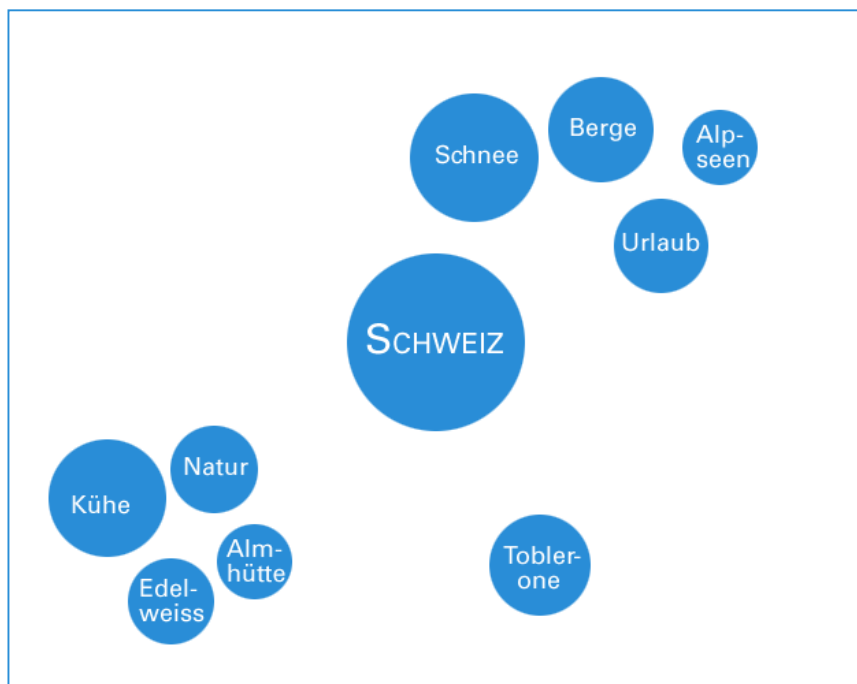 Schnee
Berge
Alp-
seen
Urlaub
SCHWEIZ
Kühe
Natur
Alm-
hütte
Edel-
weiss
Tobler-
one